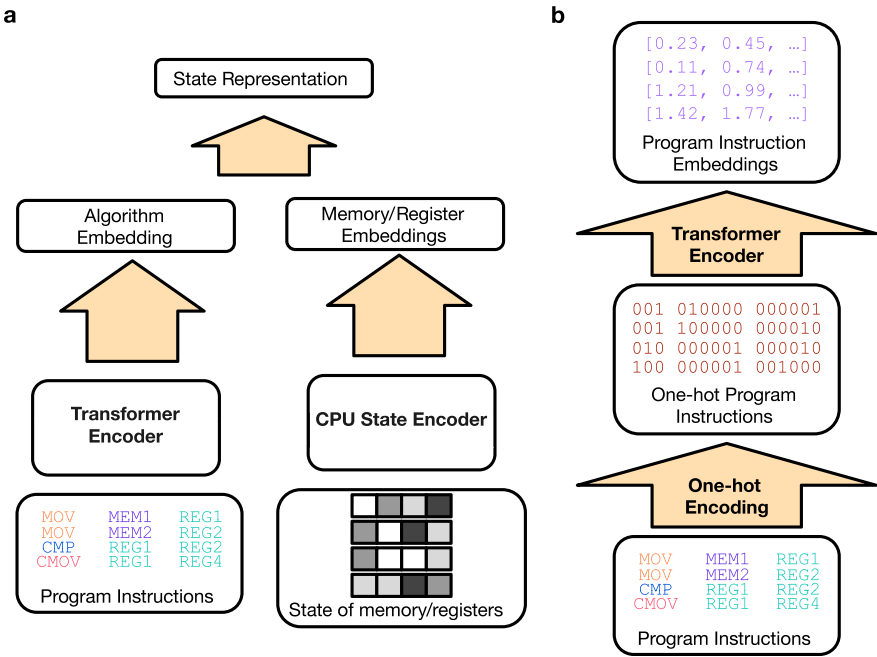 a
State Representation
Algorithm
Embedding
Memory/Register
Embeddings
Transformer
Encoder
CPU State Encoder
MOV MEM1 REG1
MOV MEM2 REG2
CMP REG1 REG2
CMOV REG1 REG4
Program Instructions
State of memory/registers
b
[0.23, 0.45, …]
[0.11, 0.74, …]
[1.21, 0.99, …]
[1.42, 1.77, …]
Program Instruction
Embeddings
Transformer
Encoder
001 010000 000001
001 100000 000010
010 000001 000010
100 000001 001000
One-hot Program
Instructions
One-hot
Encoding
MOV MEM1 REG1
MOV MEM2 REG2
CMP REG1 REG2
CMOV REG1 REG4
Program Instructions